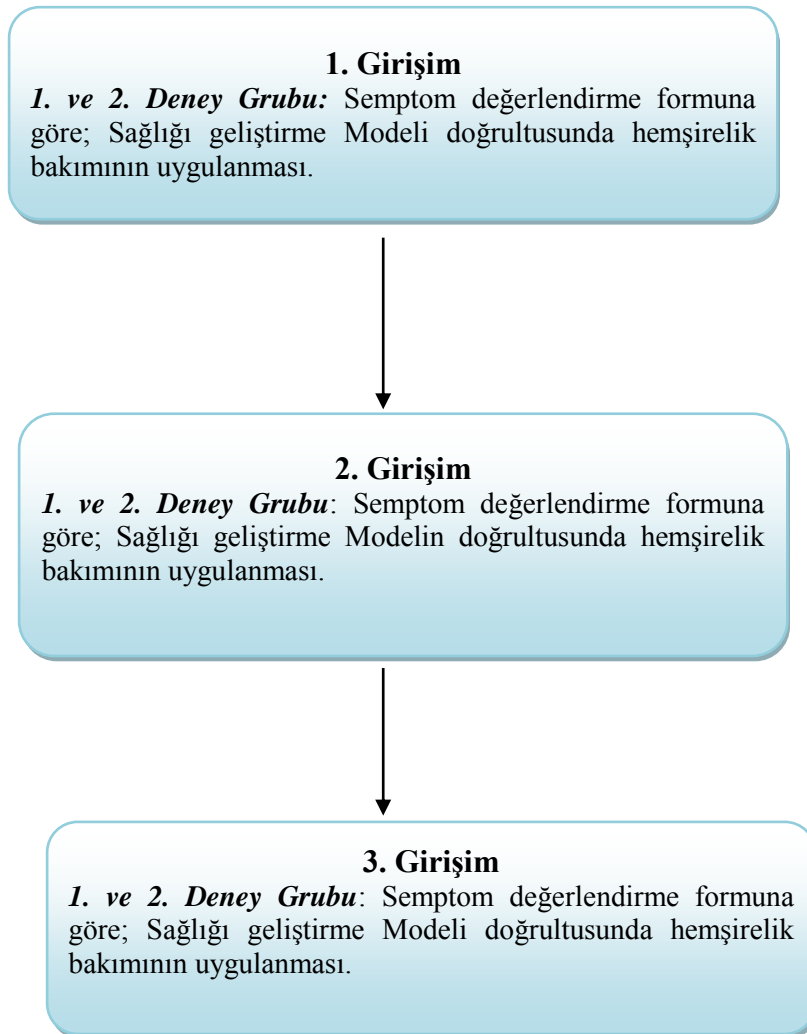 1. Girişim
1. ve 2. Deney Grubu: Semptom değerlendirme formuna
göre; Sağlığı geliştirme Modeli doğrultusunda hemşirelik
bakımının uygulanması.
2. Girişim
1. ve 2. Deney Grubu: Semptom değerlendirme formuna
göre; Sağlığı geliştirme Modelin doğrultusunda hemşirelik
bakımının uygulanması.
3. Girişim
1. ve 2. Deney Grubu: Semptom değerlendirme formuna
göre; Sağlığı geliştirme Modeli doğrultusunda hemşirelik
bakımının uygulanması.